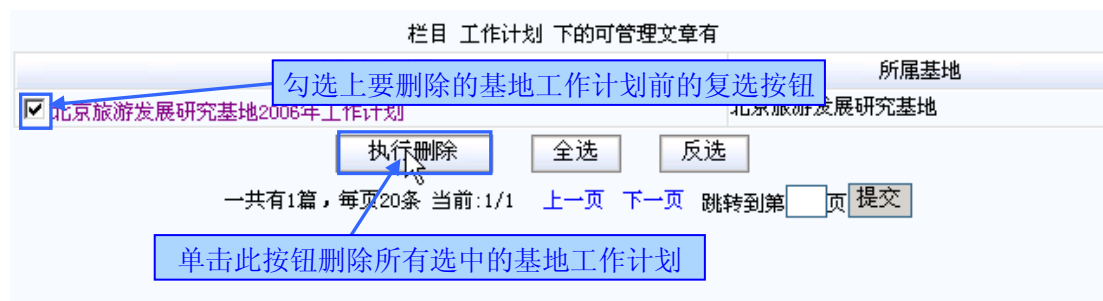 栏目 工作计划 下的可管理文章有
所属基地
勾选上要删除的基地工作计划前的复选按钮
北京旅游发展研究基地2006年工作计划 北京旅游发展研究基地
执行删除 全选 反选
一共有1篇，每页20条 当前:1/1 上一页 下一页 跳转到第 页 提交
单击此按钮删除所有选中的基地工作计划